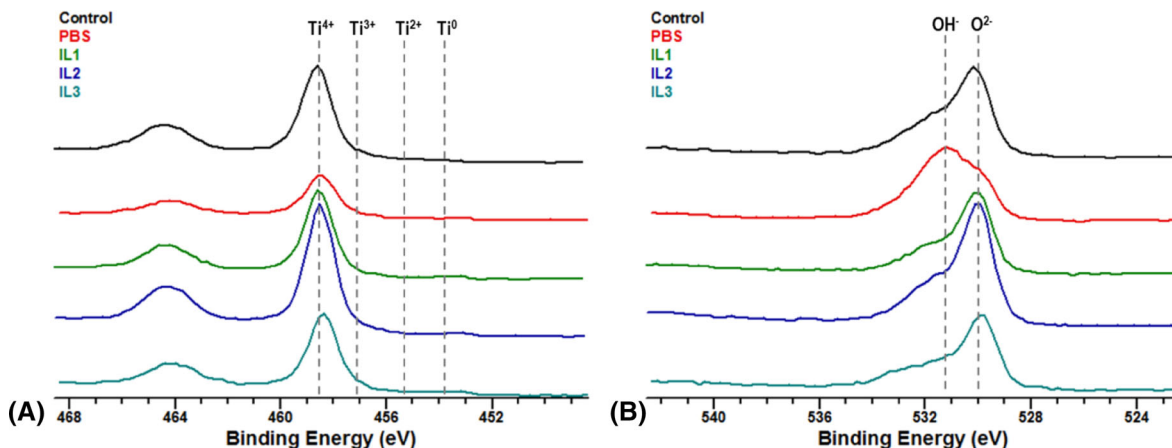 Control
PBS
IL1
IL2
IL3
Ti⁴⁺ Ti³⁺ Ti²⁺ Ti⁰
468 464 460 456 452
Binding Energy (eV)
(A)
Control
PBS
IL1
IL2
IL3
OH⁻ O²⁻
540 536 532 528 524
Binding Energy (eV)
(B)